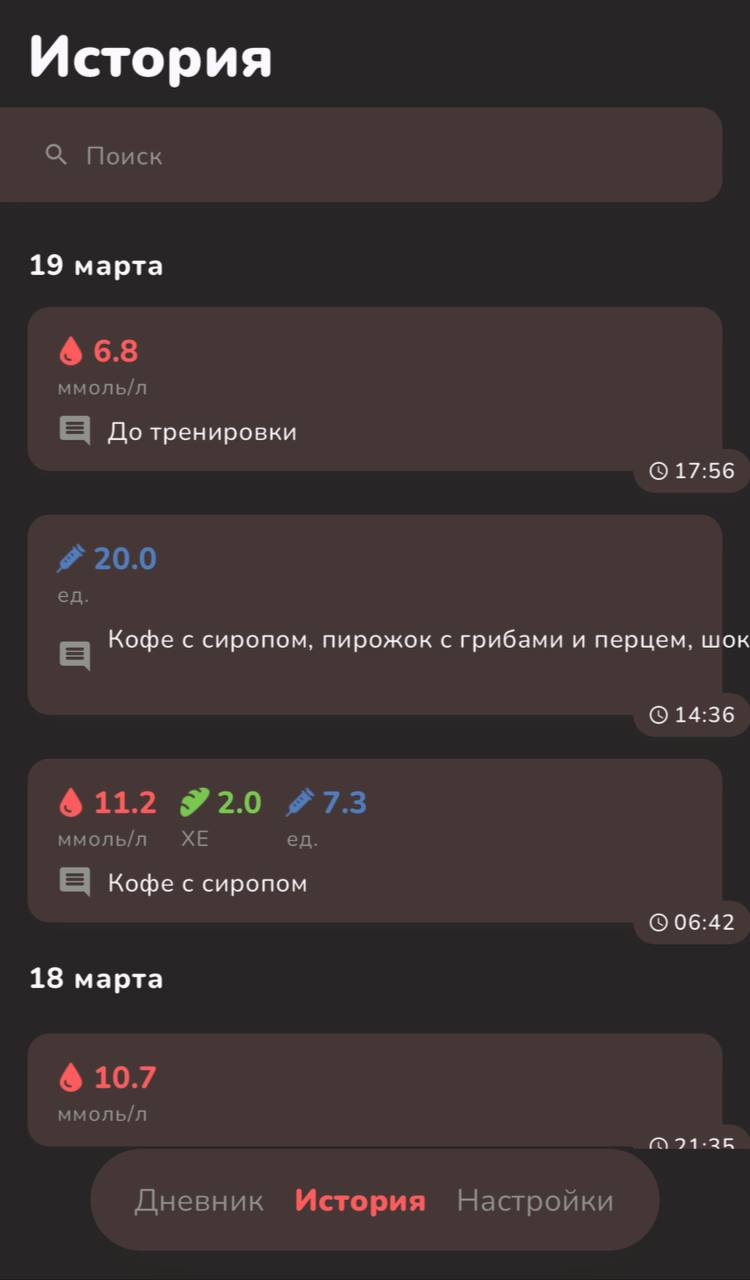 История
Поиск
19 марта
6.8
ммоль/л
До тренировки
17:56
20.0
ед.
Кофе с сиропом, пирожок с грибами и перцем, шок
14:36
11.2 2.0 7.3
ммоль/л ХЕ ед.
Кофе с сиропом
06:42
18 марта
10.7
ммоль/л
21:35
Дневник История Настройки